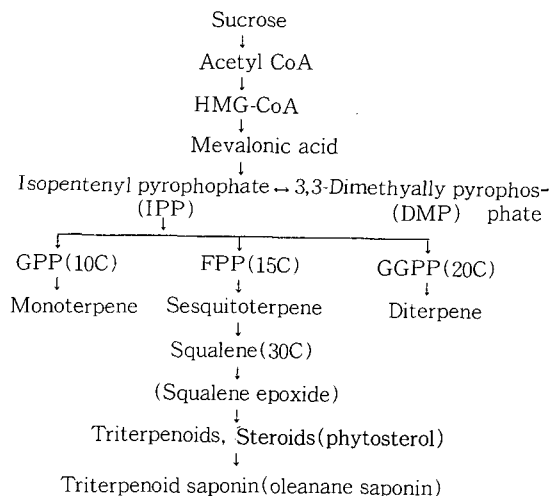 Sucrose
Acetyl CoA
HMG-CoA
Mevalonic acid
Isopentenyl pyrophophate ↔ 3,3-Dimethyally pyrophos-
(IPP) (DMP) phate
GPP(10C) FPP(15C) GGPP(20C)
Monoterpene Sesquitoterpene Diterpene
Squalene(30C)
(Squalene epoxide)
Triterpenoids, Steroids(phytosterol)
Triterpenoid saponin(oleanane saponin)